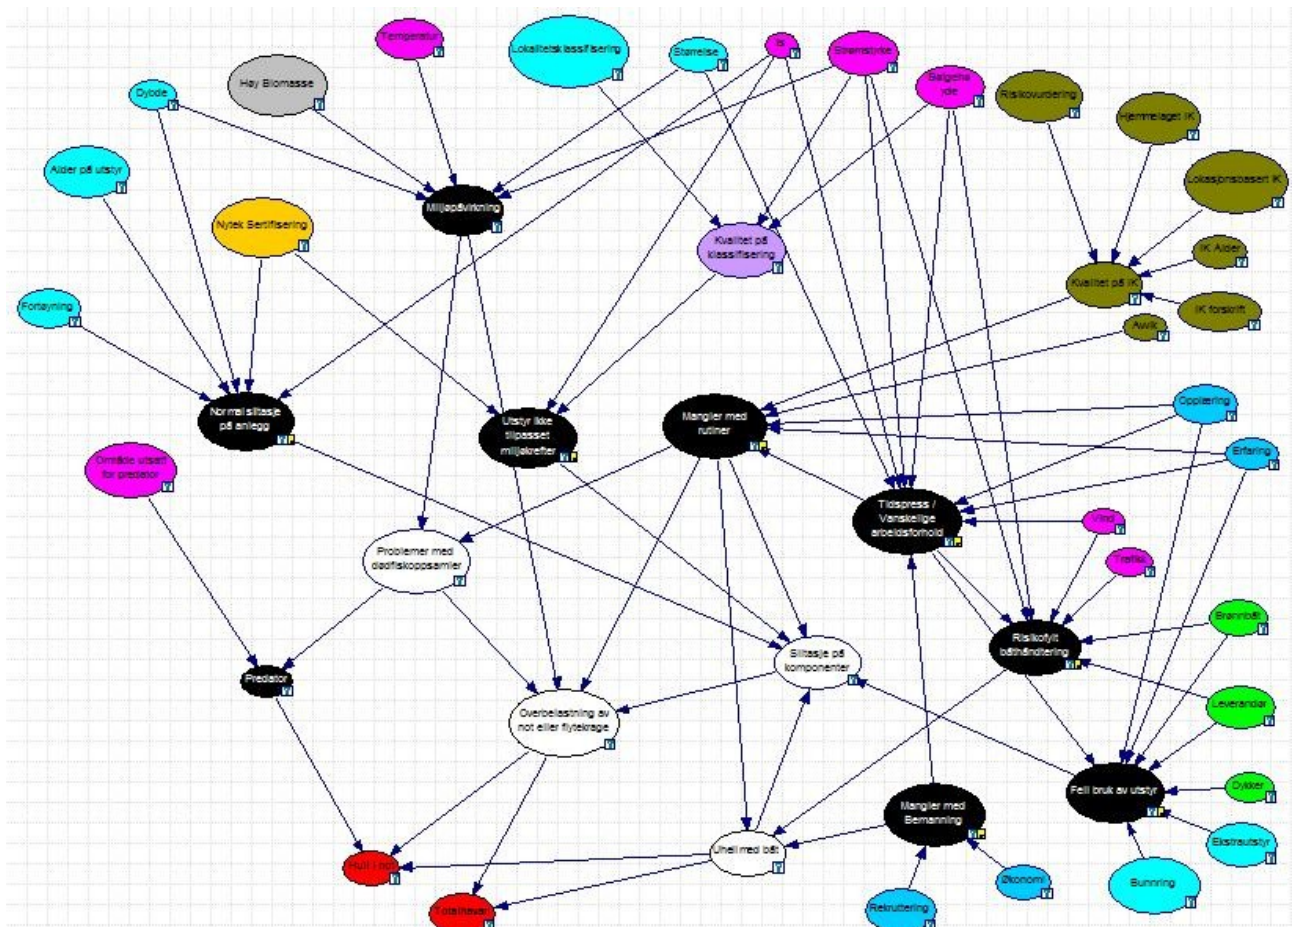 Temperatur
Lokalitetsklassifisering
Størrelse
Is
Strømstyrke
Bølgehø
yde
Høy Biomasse
Dybde
Risikovurdering
Hjemmelaget IK
Alder på utstyr
Lokasjonsbasert IK
Miljøpåvirkning
Nytek Sertifisering
Kvalitet på
klassifisering
IK Alder
Kvalitet på IK
IK forskrift
Fortøyning
Avvik
Normal slitasje
på anlegg
Utstyr ikke
tilpasset
miljøkrefter
Mangler med
rutiner
Opplæring
Erfaring
Område utsatt
for predator
Tidspress /
Vanskelige
arbeidsforhold
Vind
Trafikk
Problemer med
dødfiskoppsamler
Brønnbåt
Risikofylt
båthåndtering
Slitasje på
komponenter
Predator
Leverandør
Overbelastning av
not eller flytekrage
Feil bruk av utstyr
Dykker
Mangler med
Bemanning
Ekstrautstyr
Uhell med båt
Hull i not
Økonomi
Bunnring
Rekruttering
Totalhavari